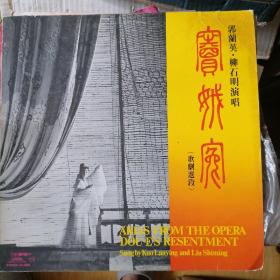 郭蘭英·柳石明演唱
竇娥冤
（歌劇選段）
ARIAS FROM THE OPERA
DOU E'S RESENTMENT
Sung by Kuo Lanying and Liu Shiming